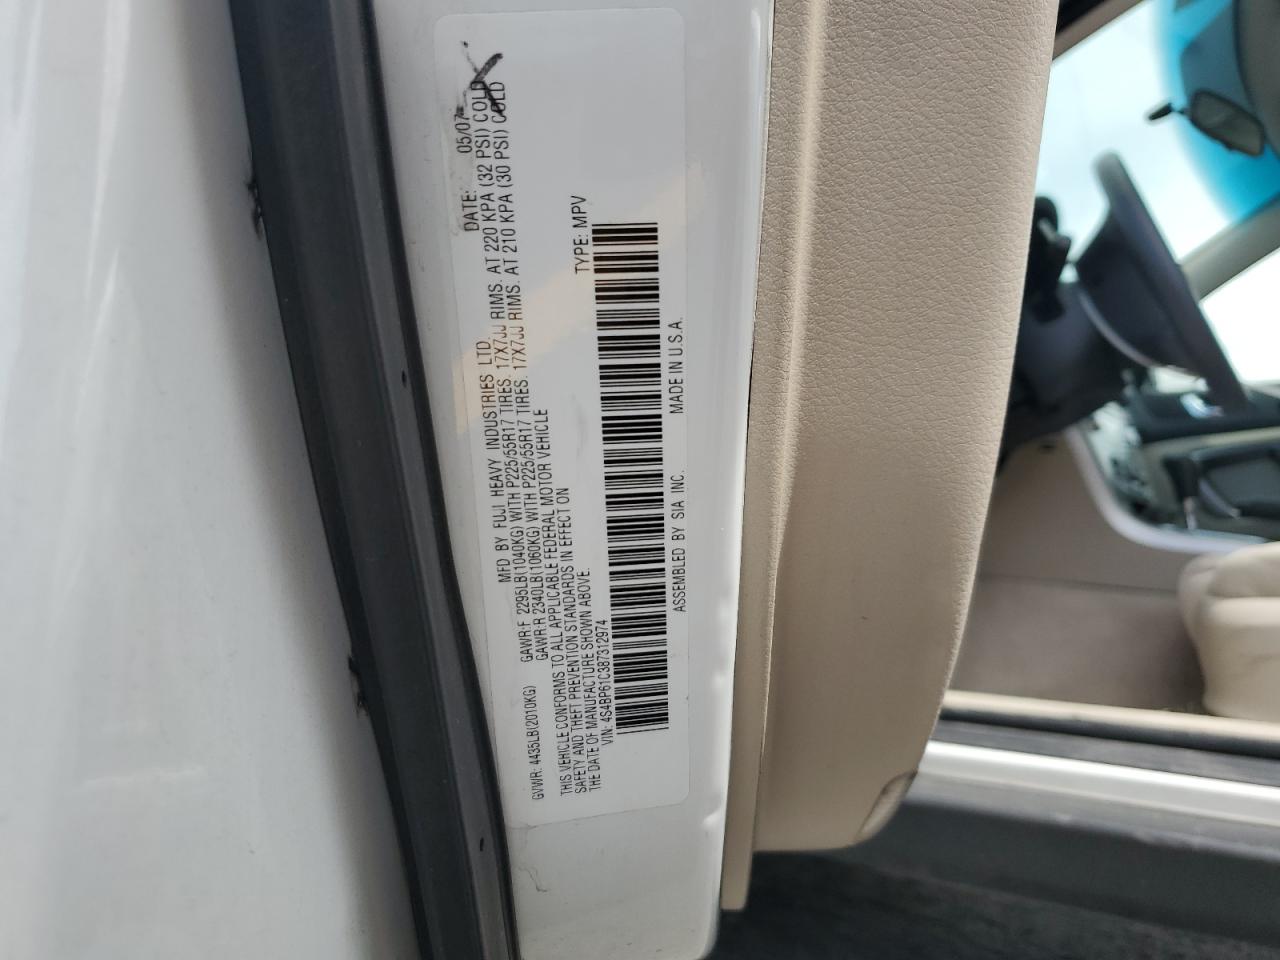 MFD BY FUJI HEAVY INDUSTRIES LTD. DATE: 05/07
GVWR: 4435LB(2010KG) GAWR:F 2295LB(1040KG) WITH P225/55R17 TIRES. 17X7JJ RIMS. AT 220 KPA (32 PSI) COLD
GAWR:R 2340LB(1060KG) WITH P225/55R17 TIRES. 17X7JJ RIMS. AT 210 KPA (30 PSI) COLD
THIS VEHICLE CONFORMS TO ALL APPLICABLE FEDERAL MOTOR VEHICLE
SAFETY AND THEFT PREVENTION STANDARDS IN EFFECT ON
THE DATE OF MANUFACTURE SHOWN ABOVE.
VIN: 4S4BP61C387312974 TYPE: MPV
ASSEMBLED BY SIA INC. MADE IN U.S.A.